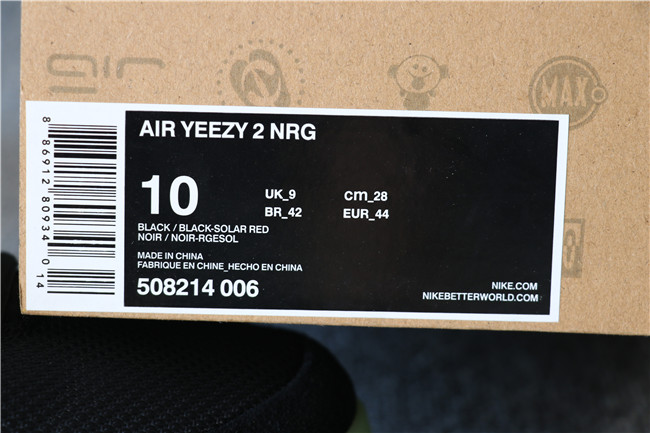 AIR
N
MAX
8 86912 80934 0 14
AIR YEEZY 2 NRG
10
UK_9 cm_28
BR_42 EUR_44
BLACK / BLACK-SOLAR RED
NOIR / NOIR-RGESOL
MADE IN CHINA
FABRIQUE EN CHINE_HECHO EN CHINA
508214 006
NIKE.COM
NIKEBETTERWORLD.COM